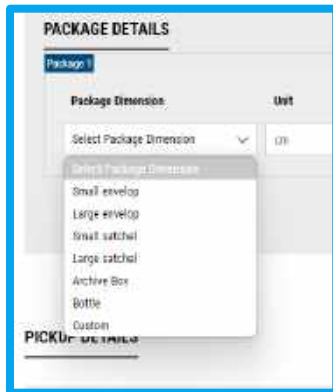 PACKAGE DETAILS
Package 1
Package Dimension Unit
Select Package Dimension cm
Select Package Dimension
Small envelop
Large envelop
Small satchel
Large satchel
Archive Box
Bottle
Custom
PICKUP DETAILS